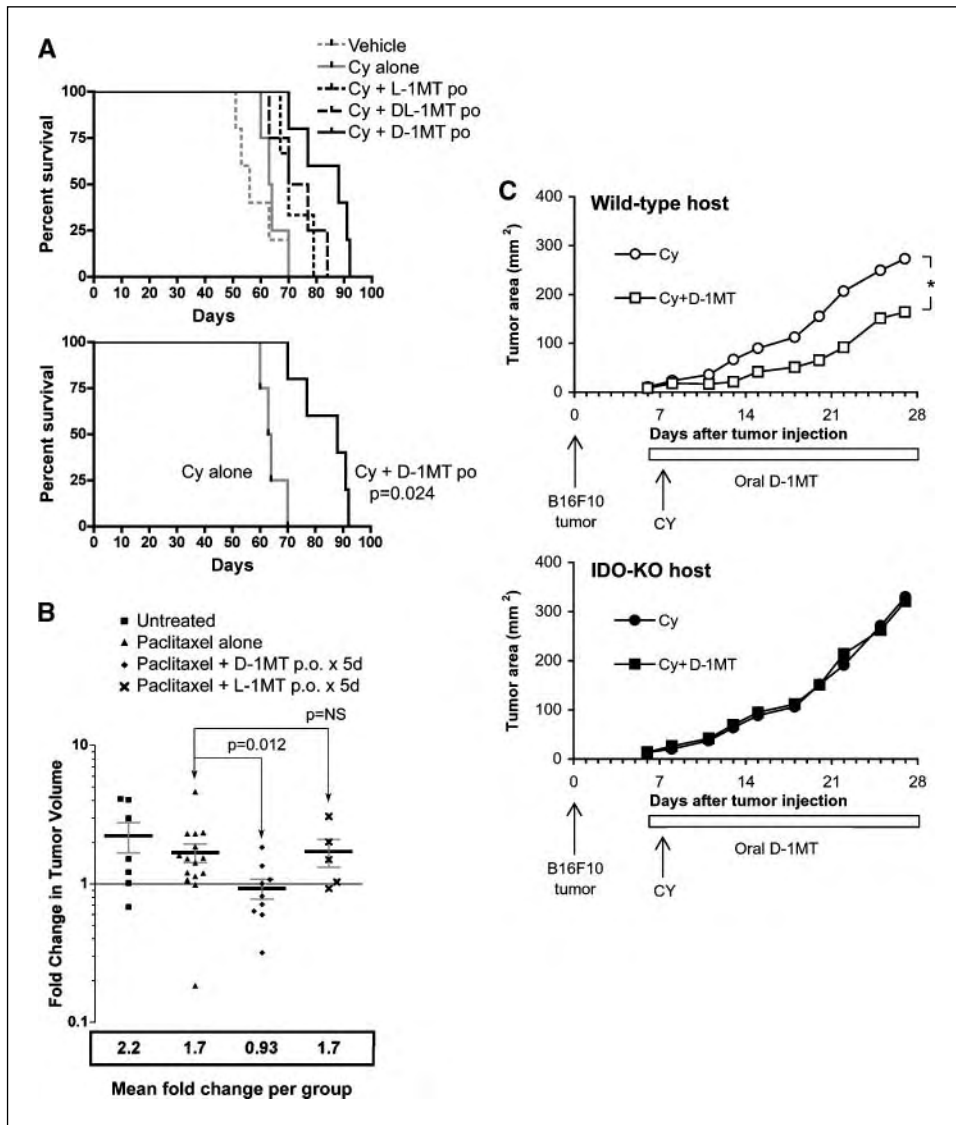 A
Vehicle
Cy alone
Cy + L-1MT po
Cy + DL-1MT po
Cy + D-1MT po
Percent survival
100
75
50
25
0
0 10 20 30 40 50 60 70 80 90 100
Days
Percent survival
100
75
50
25
0
Cy alone
Cy + D-1MT po
p=0.024
0 10 20 30 40 50 60 70 80 90 100
Days
B
Untreated
Paclitaxel alone
Paclitaxel + D-1MT p.o. x 5d
Paclitaxel + L-1MT p.o. x 5d
p=NS
p=0.012
Fold Change in Tumor Volume
10
1
0.1
2.2 1.7 0.93 1.7
Mean fold change per group
C
Wild-type host
Tumor area (mm 2)
400
300
200
100
0
Cy
Cy+D-1MT
*
0 7 14 21 28
Days after tumor injection
Oral D-1MT
B16F10
tumor
CY
IDO-KO host
Tumor area (mm 2)
400
300
200
100
0
Cy
Cy+D-1MT
0 7 14 21 28
Days after tumor injection
Oral D-1MT
B16F10
tumor
CY